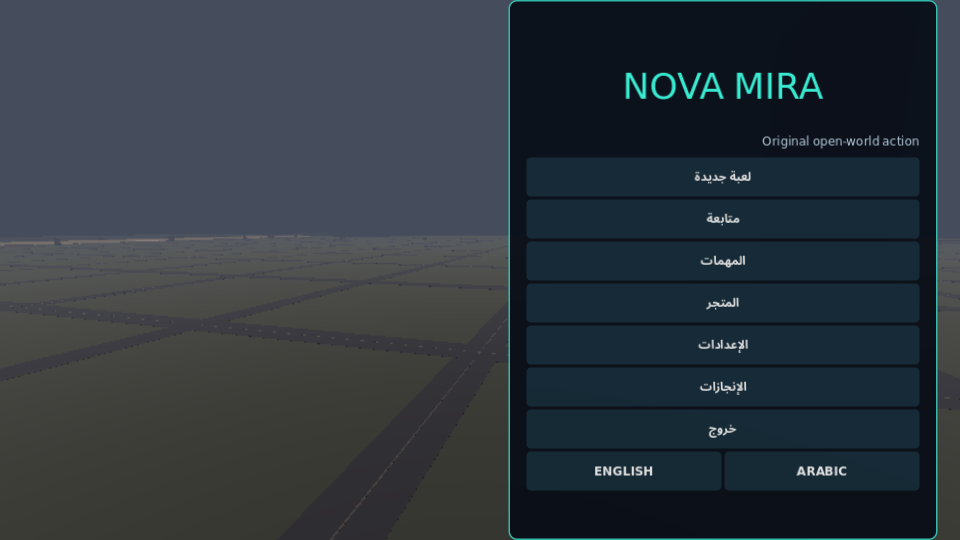 NOVA MIRA
Original open-world action
لعبة جديدة
متابعة
المهمات
المتجر
الإعدادات
الإنجازات
خروج
ENGLISH
ARABIC